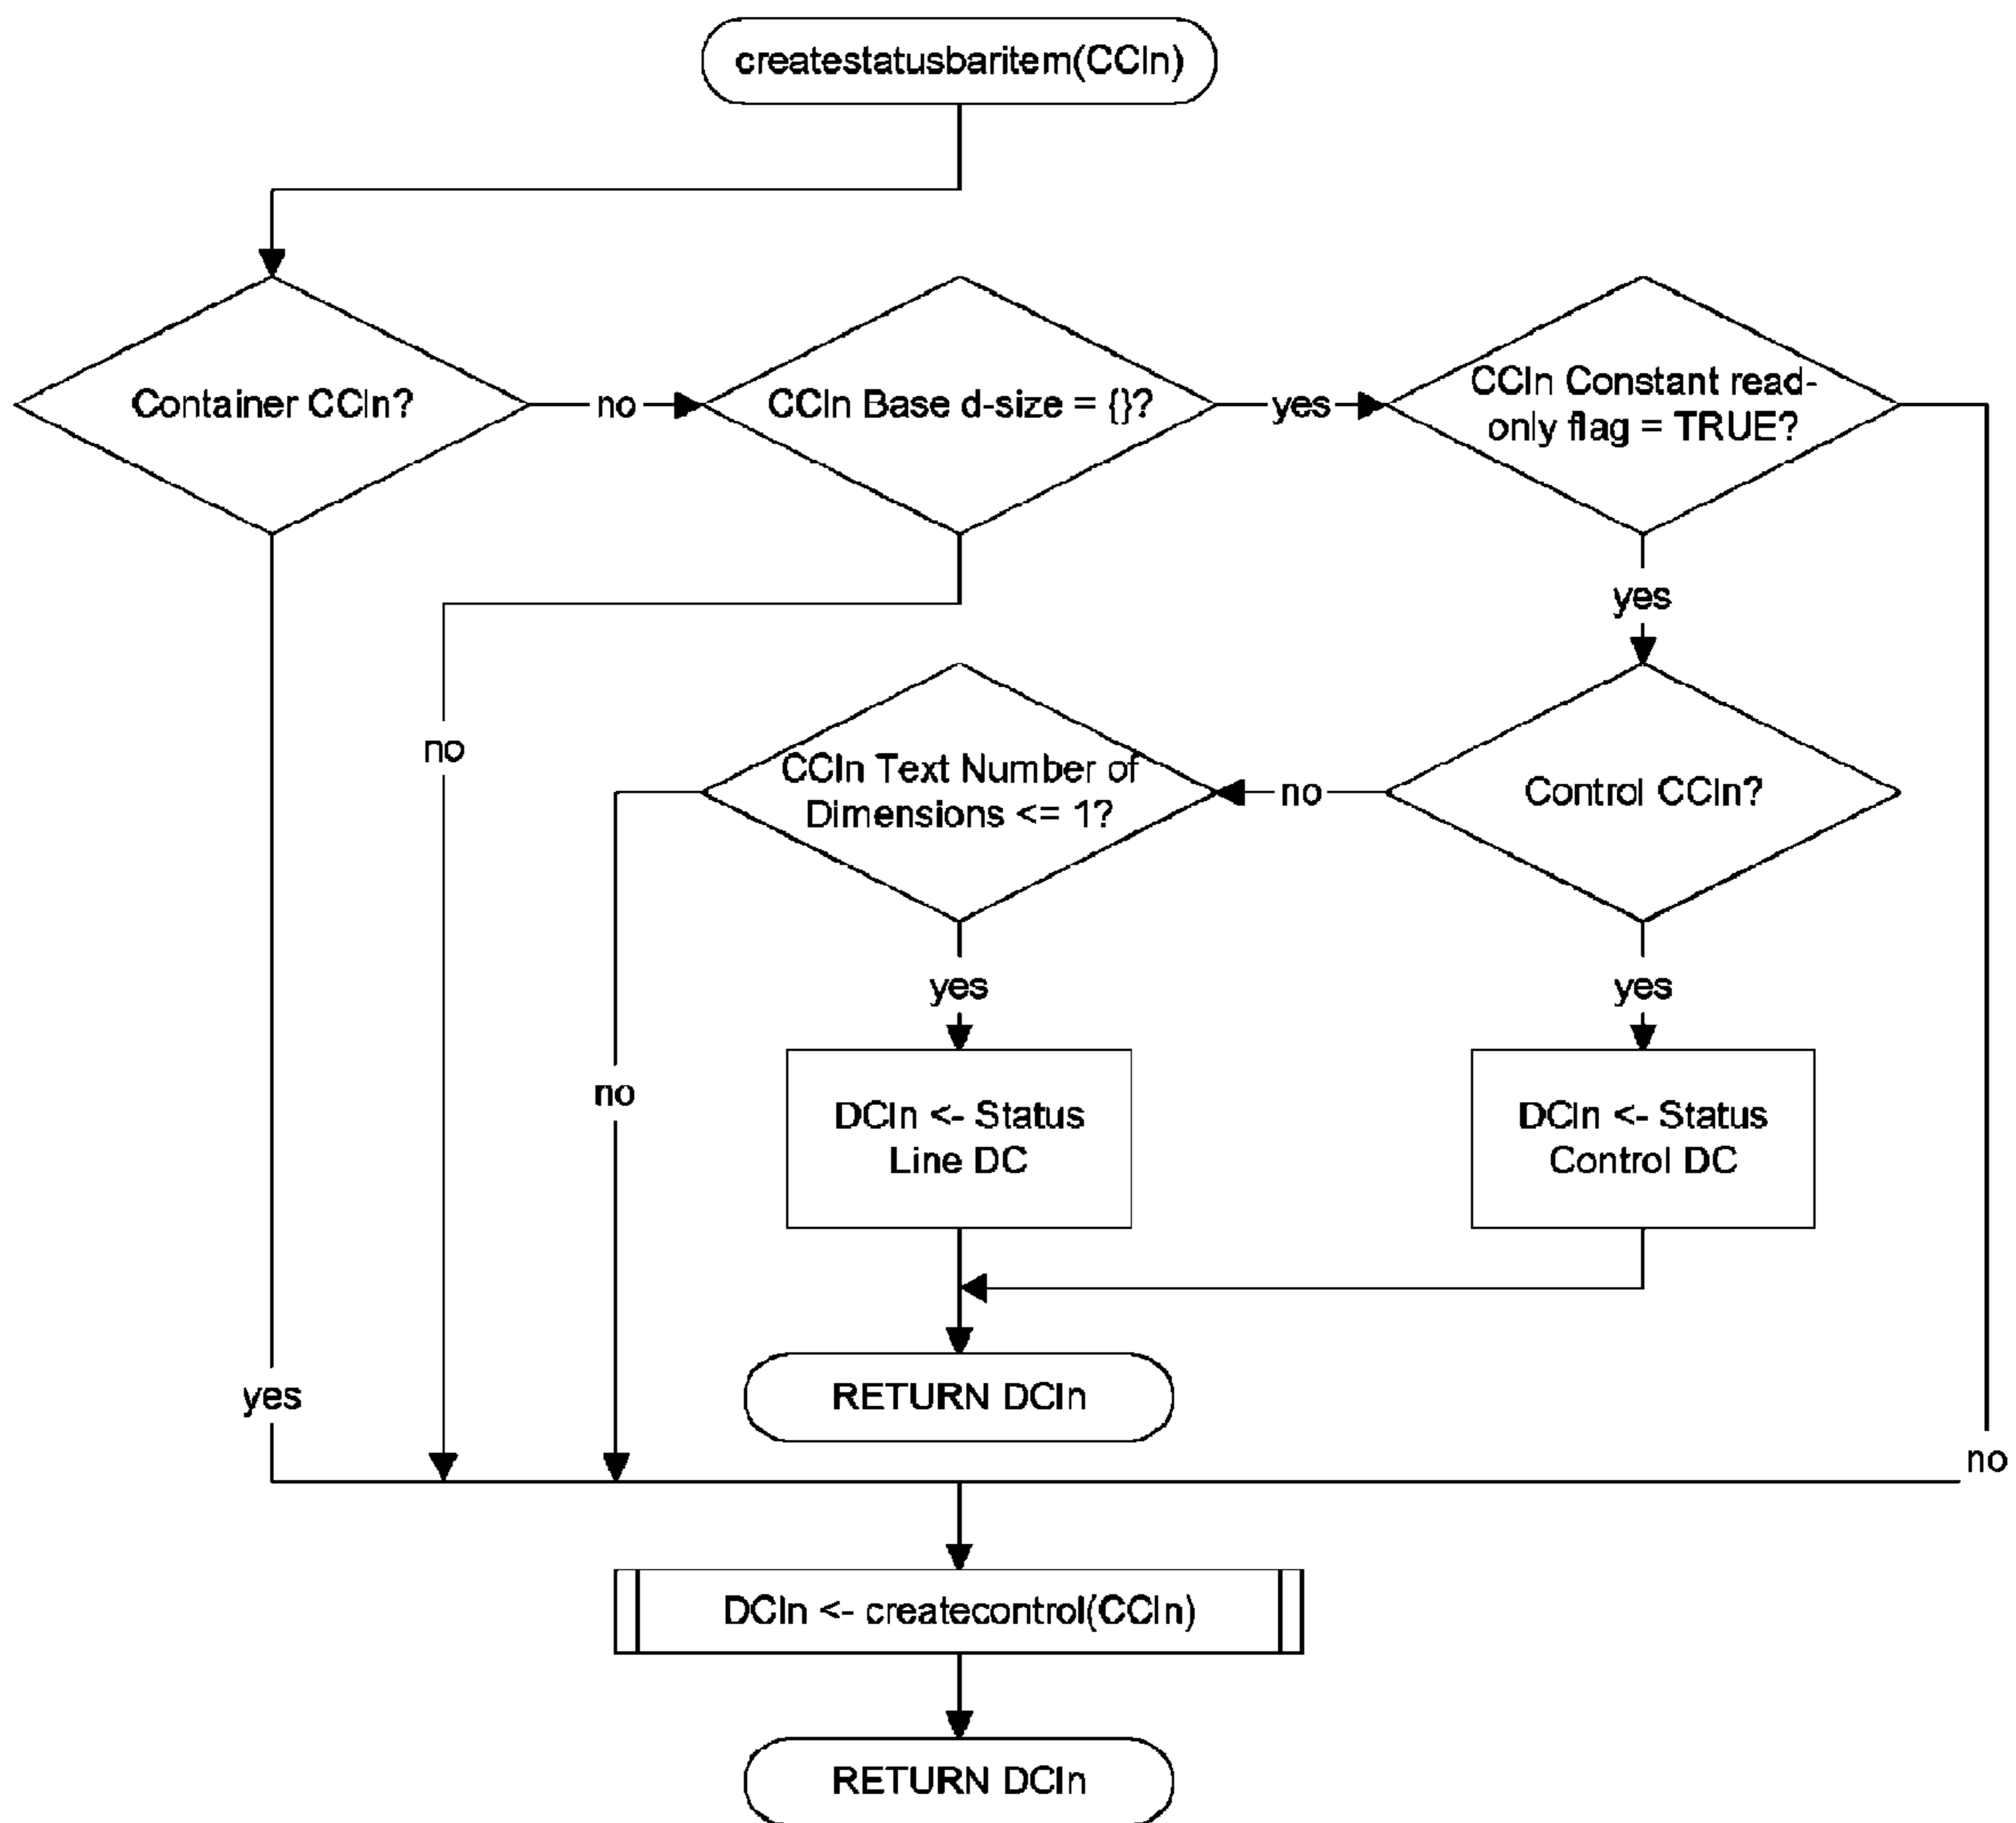 createstatusbaritem(CCIn)
Container CCIn?
no
CCIn Base d-size = {}?
yes
CCIn Constant read-
only flag = TRUE?
yes
no
CCIn Text Number of
Dimensions <= 1?
no
Control CCIn?
yes
yes
no
DCIn <- Status
Line DC
DCIn <- Status
Control DC
yes
RETURN DCIn
no
DCIn <- createcontrol(CCIn)
RETURN DCIn